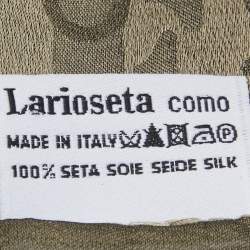 Larioseta como
MADE IN ITALY
100% SETA SOIE SEIDE SILK